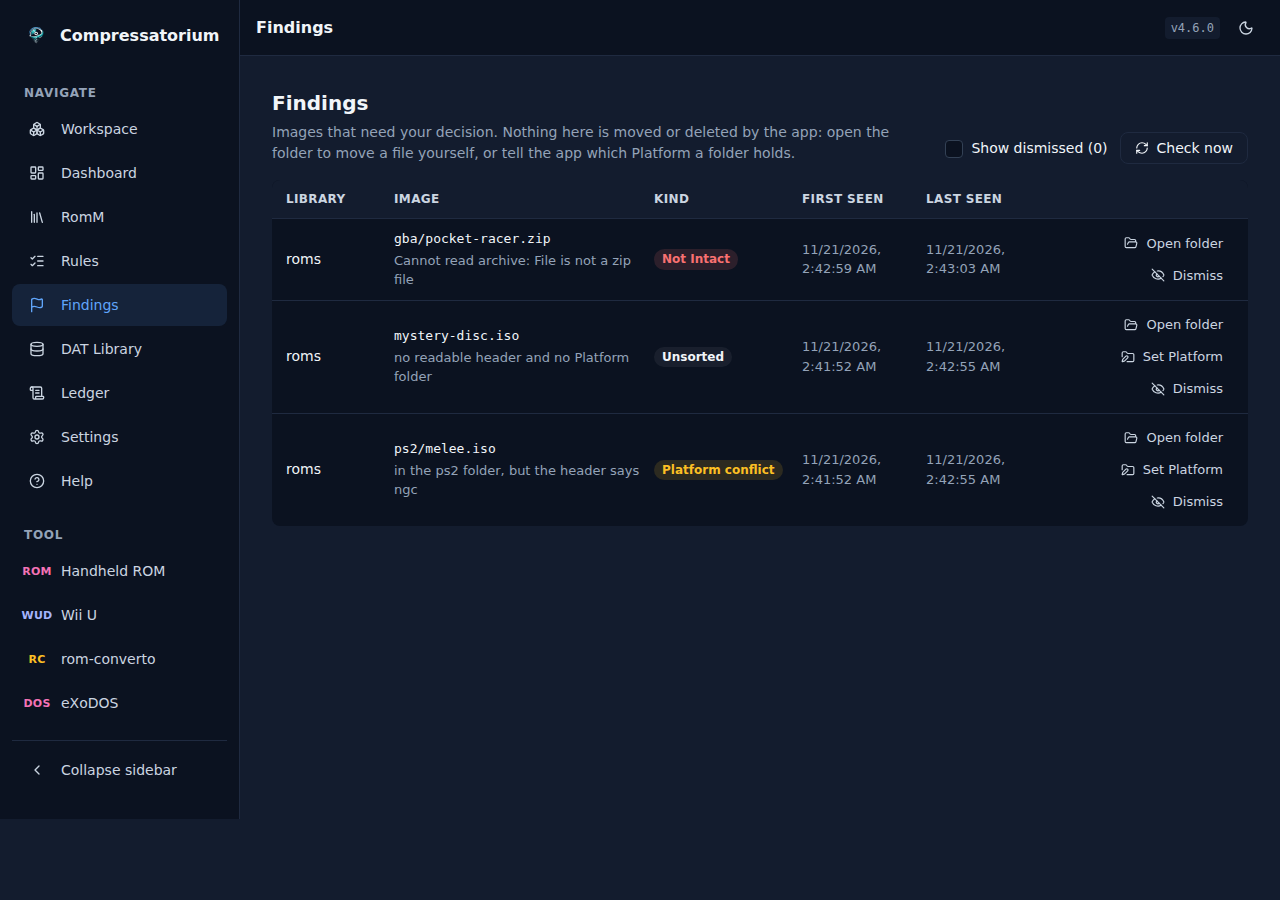 Compressatorium
Findings
v4.6.0
NAVIGATE
Workspace
Dashboard
RomM
Rules
Findings
DAT Library
Ledger
Settings
Help
TOOL
ROM Handheld ROM
WUD Wii U
RC rom-converto
DOS eXoDOS
Collapse sidebar
Findings
Images that need your decision. Nothing here is moved or deleted by the app: open the
folder to move a file yourself, or tell the app which Platform a folder holds.
Show dismissed (0)
Check now
LIBRARY IMAGE KIND FIRST SEEN LAST SEEN
roms
gba/pocket-racer.zip
Cannot read archive: File is not a zip
file
Not Intact
11/21/2026,
2:42:59 AM
11/21/2026,
2:43:03 AM
Open folder
Dismiss
roms
mystery-disc.iso
no readable header and no Platform
folder
Unsorted
11/21/2026,
2:41:52 AM
11/21/2026,
2:42:55 AM
Open folder
Set Platform
Dismiss
roms
ps2/melee.iso
in the ps2 folder, but the header says
ngc
Platform conflict
11/21/2026,
2:41:52 AM
11/21/2026,
2:42:55 AM
Open folder
Set Platform
Dismiss